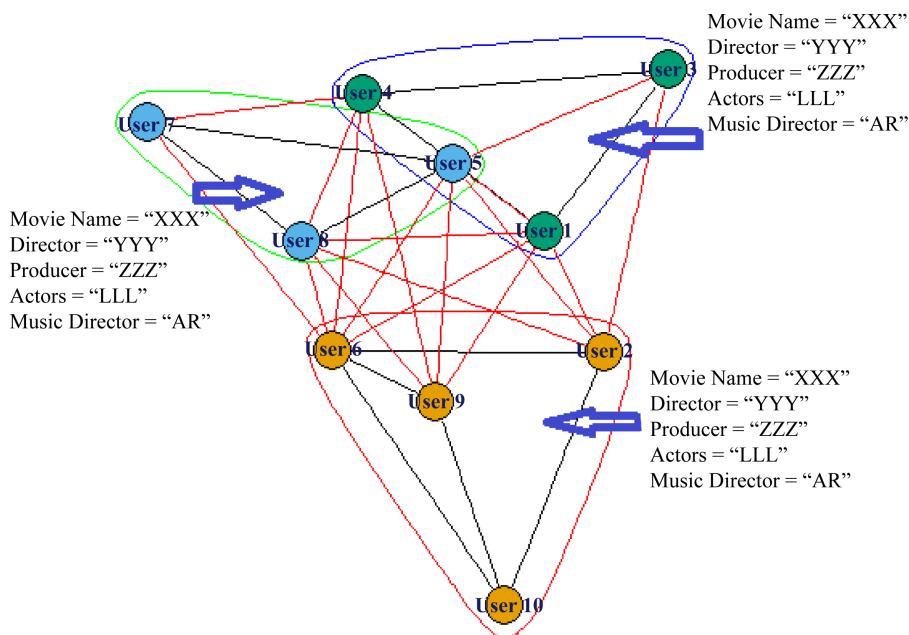 Movie Name = “XXX”
Director = “YYY”
Producer = “ZZZ”
Actors = “LLL”
Music Director = “AR”
User 3
User 4
User 7
User 5
User 8
User 1
Movie Name = “XXX”
Director = “YYY”
Producer = “ZZZ”
Actors = “LLL”
Music Director = “AR”
User 6
User 2
User 9
Movie Name = “XXX”
Director = “YYY”
Producer = “ZZZ”
Actors = “LLL”
Music Director = “AR”
User 10